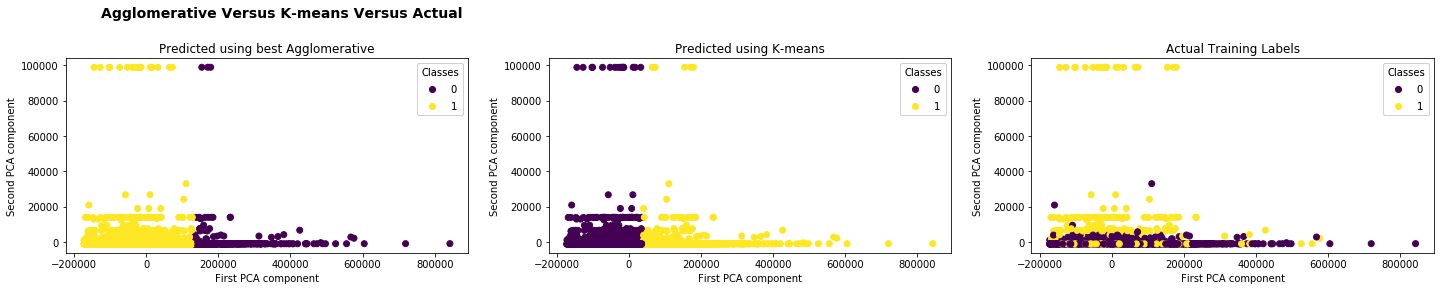 Agglomerative Versus K-means Versus Actual
Predicted using best Agglomerative
100000
80000
60000
40000
20000
0
Second PCA component
−200000 0 200000 400000 600000 800000
First PCA component
Classes
0
1
Predicted using K-means
100000
80000
60000
40000
20000
0
Second PCA component
−200000 0 200000 400000 600000 800000
First PCA component
Classes
0
1
Actual Training Labels
100000
80000
60000
40000
20000
0
Second PCA component
−200000 0 200000 400000 600000 800000
First PCA component
Classes
0
1